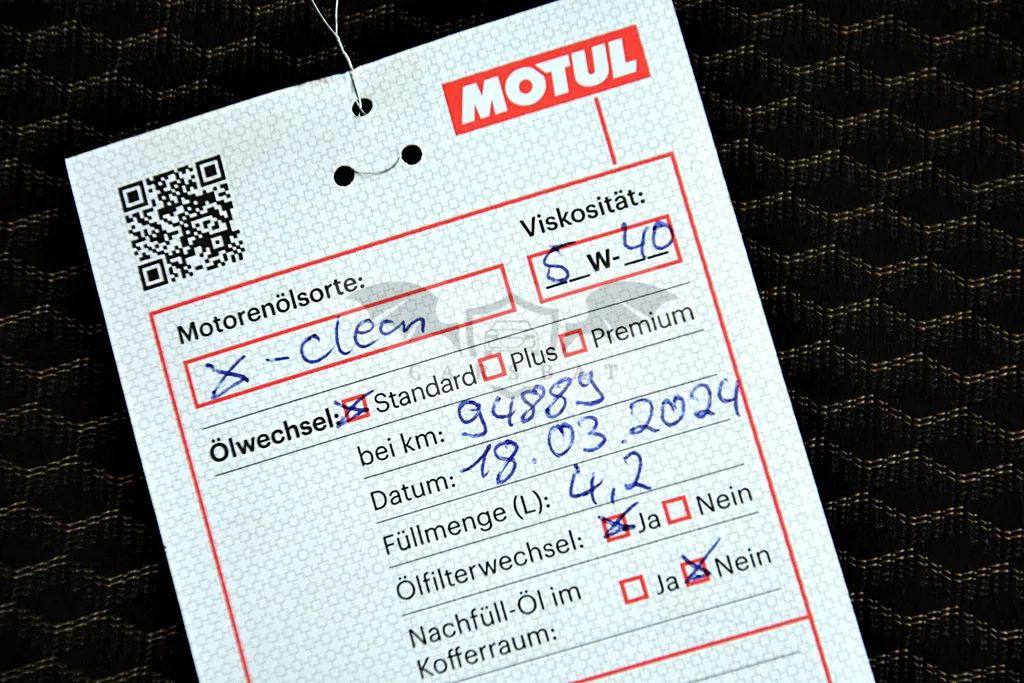 MOTUL
Viskosität:
5 W- 40
Motorenölsorte:
X-clean
Ölwechsel: Standard Plus Premium
bei km: 94889
Datum: 18.03.2024
Füllmenge (L): 4,2
Ölfilterwechsel: Ja Nein
Nachfüll-Öl im Ja Nein
Kofferraum: